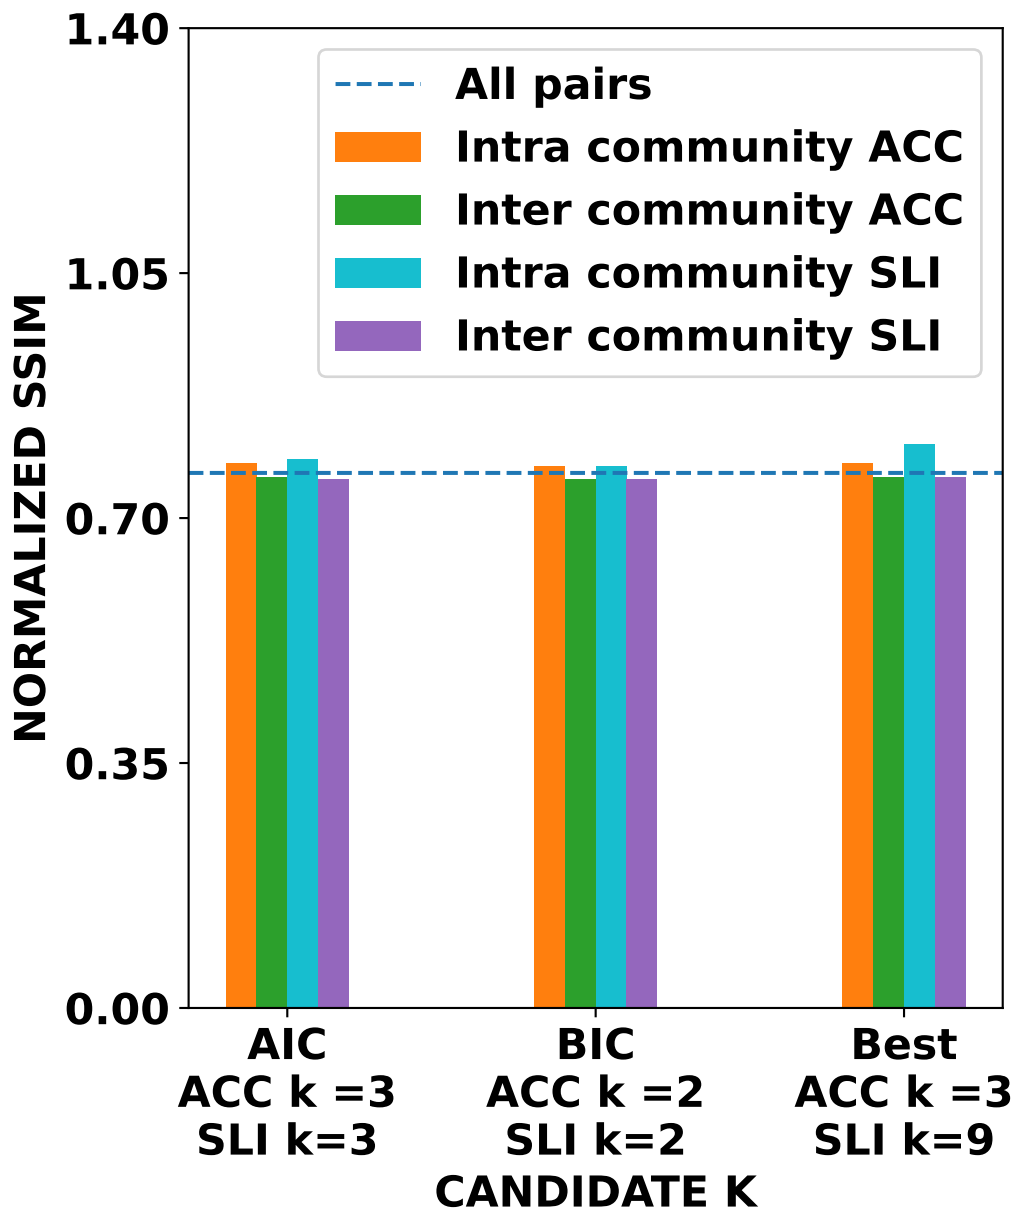 1.40
1.05
0.70
0.35
0.00
NORMALIZED SSIM
All pairs
Intra community ACC
Inter community ACC
Intra community SLI
Inter community SLI
AIC
ACC k =3
SLI k=3
BIC
ACC k =2
SLI k=2
Best
ACC k =3
SLI k=9
CANDIDATE K